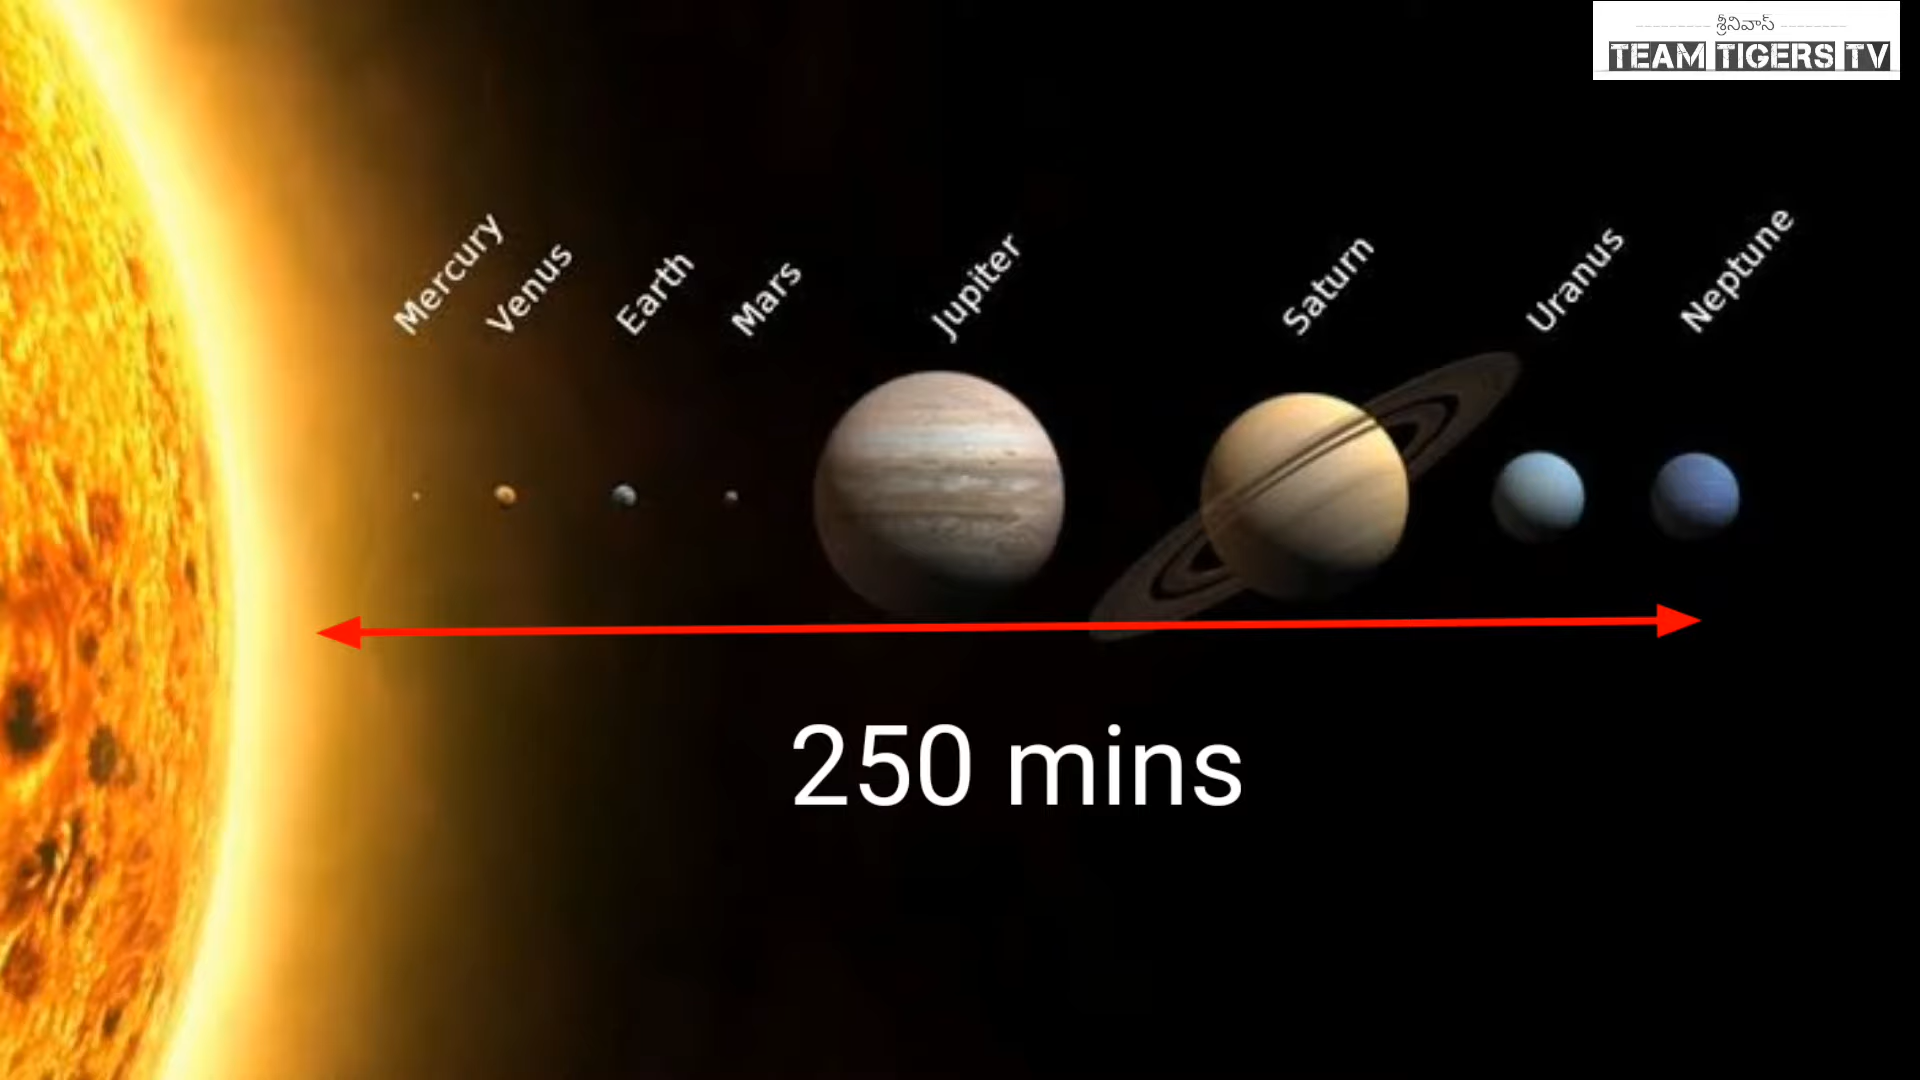 శ్రీనివాస్
TEAM TIGERS TV
Mercury
Venus
Earth
Mars
Jupiter
Saturn
Uranus
Neptune
250 mins